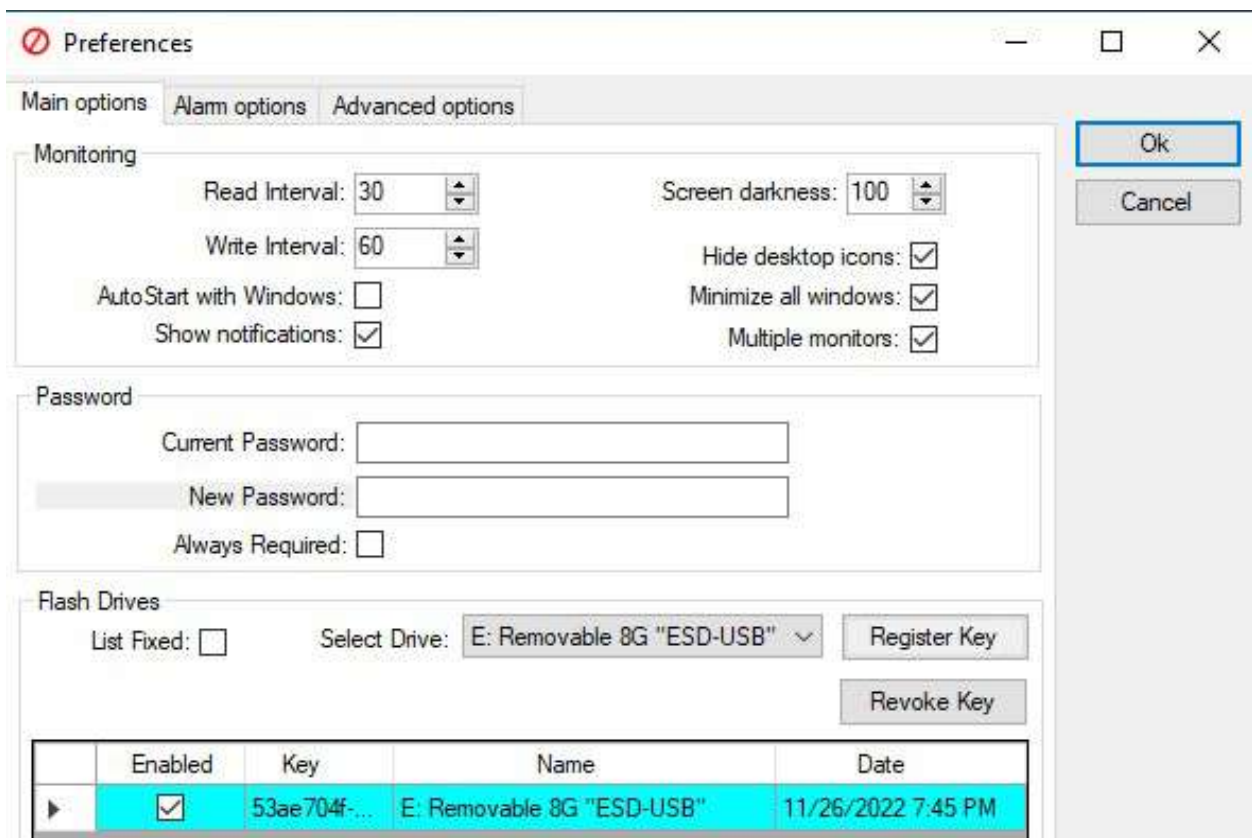 Preferences
Main options Alarm options Advanced options
Ok
Cancel
Monitoring
Read Interval: 30
Screen darkness: 100
Write Interval: 60
Hide desktop icons:
AutoStart with Windows:
Minimize all windows:
Show notifications:
Multiple monitors:
Password
Current Password:
New Password:
Always Required:
Flash Drives
List Fixed:
Select Drive: E: Removable 8G "ESD-USB"
Register Key
Revoke Key
Enabled Key Name Date
53ae704f-... E: Removable 8G "ESD-USB" 11/26/2022 7:45 PM